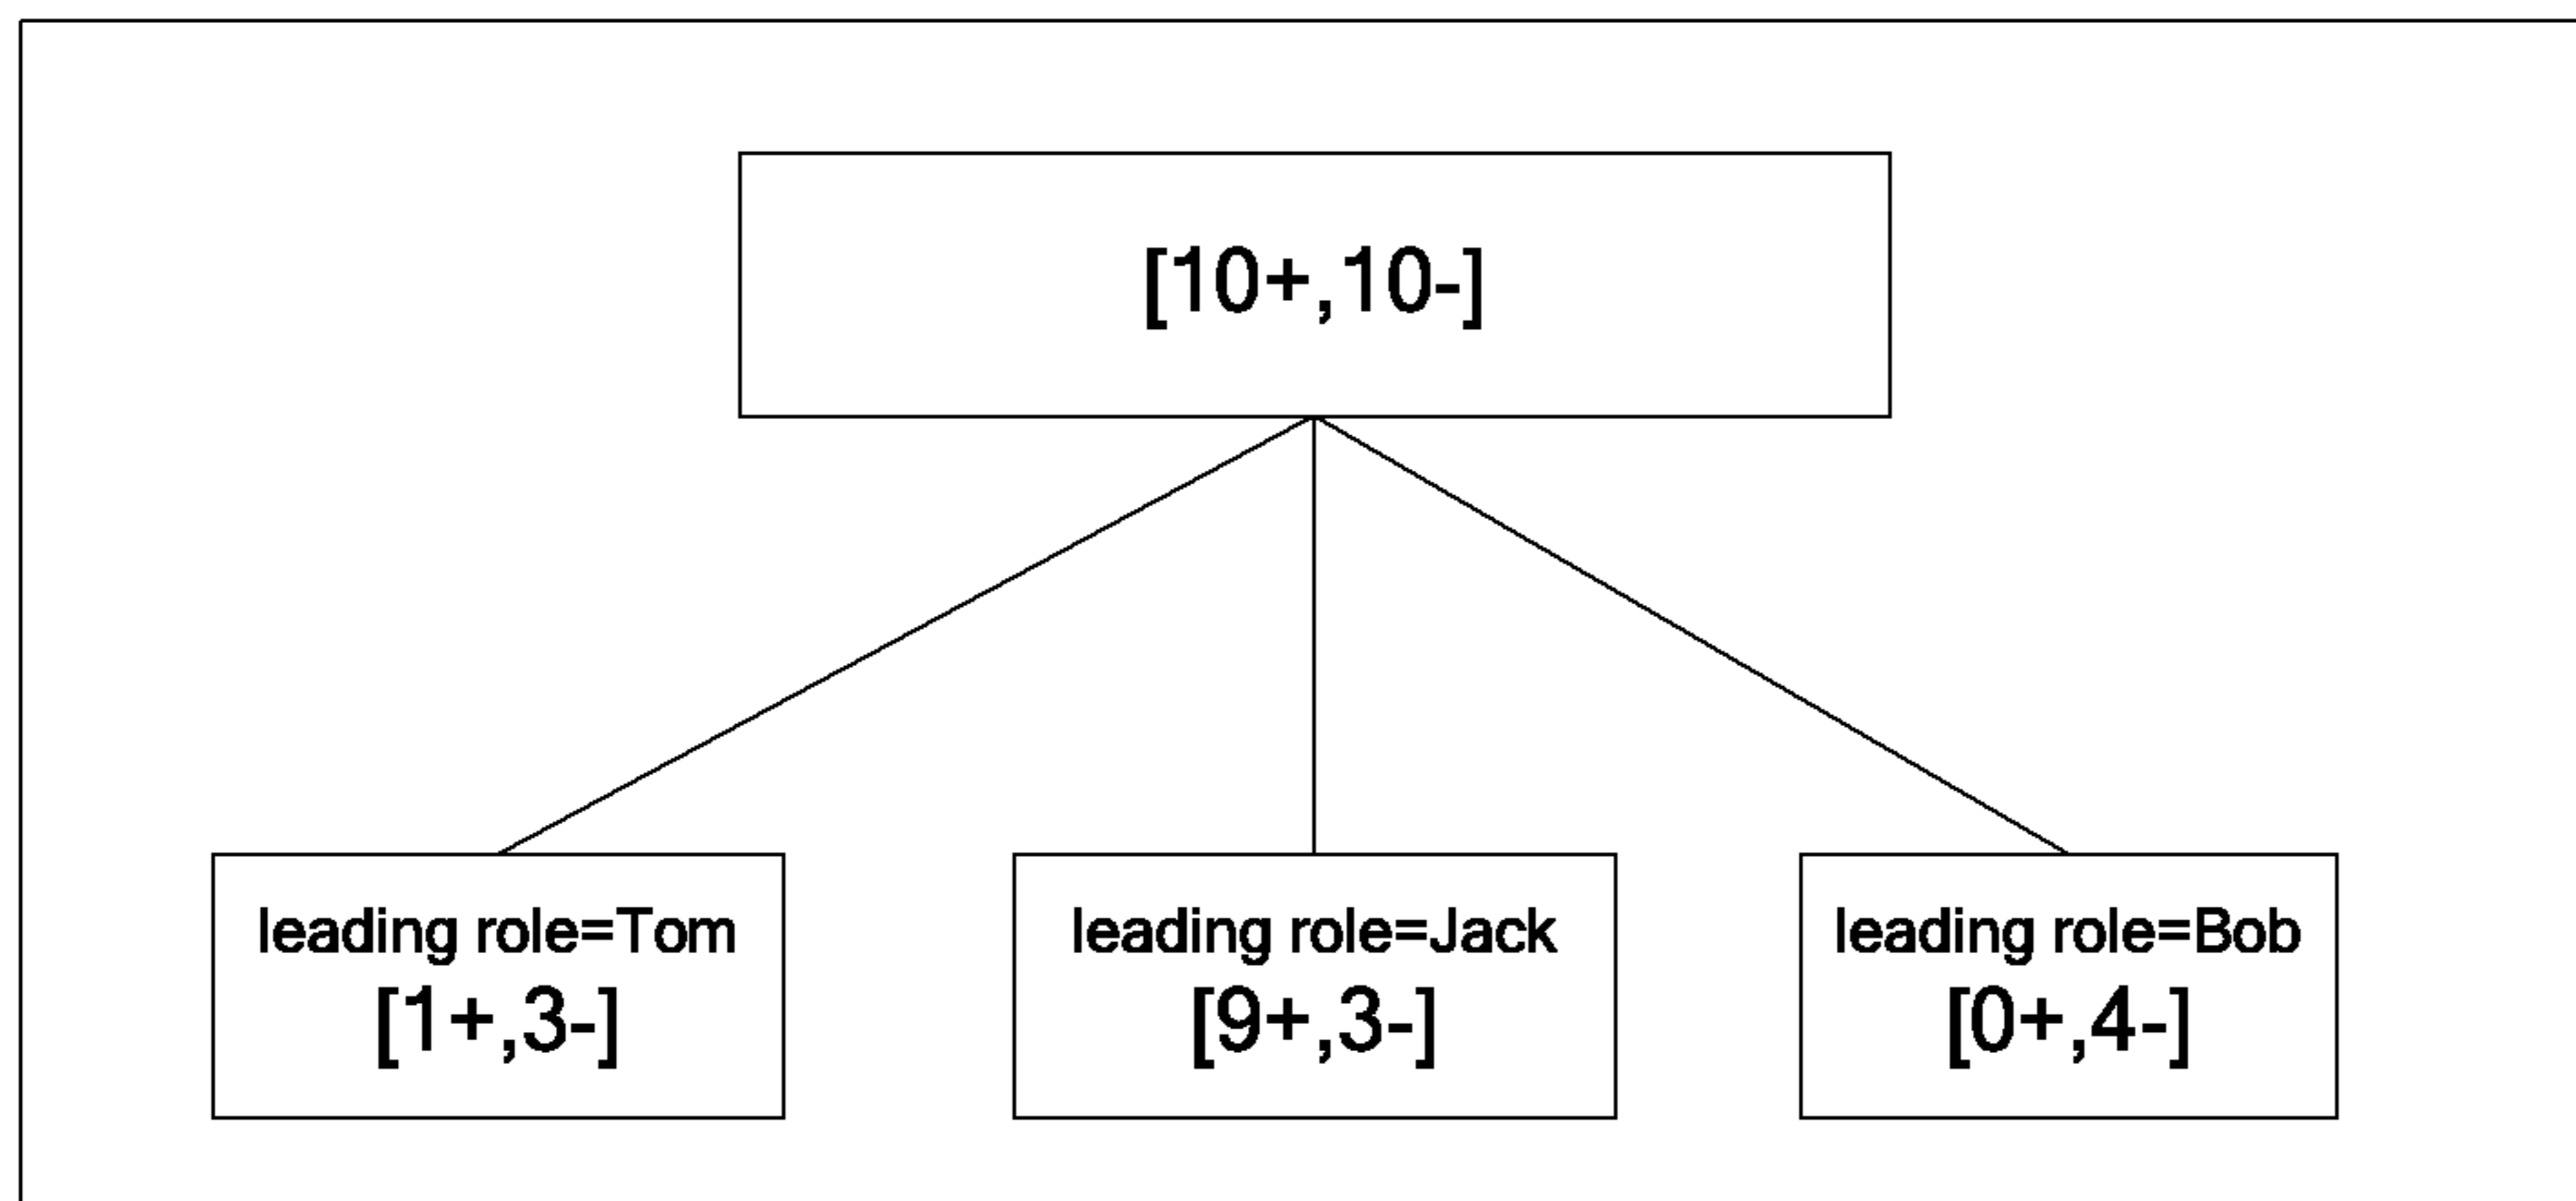 [10+,10-]
leading role=Tom
[1+,3-]
leading role=Jack
[9+,3-]
leading role=Bob
[0+,4-]